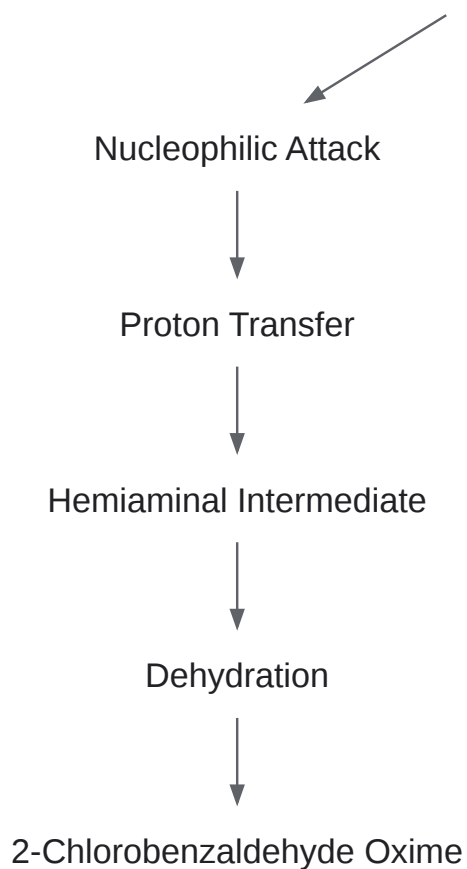 Nucleophilic Attack
Proton Transfer
Hemiaminal Intermediate
Dehydration
2-Chlorobenzaldehyde Oxime